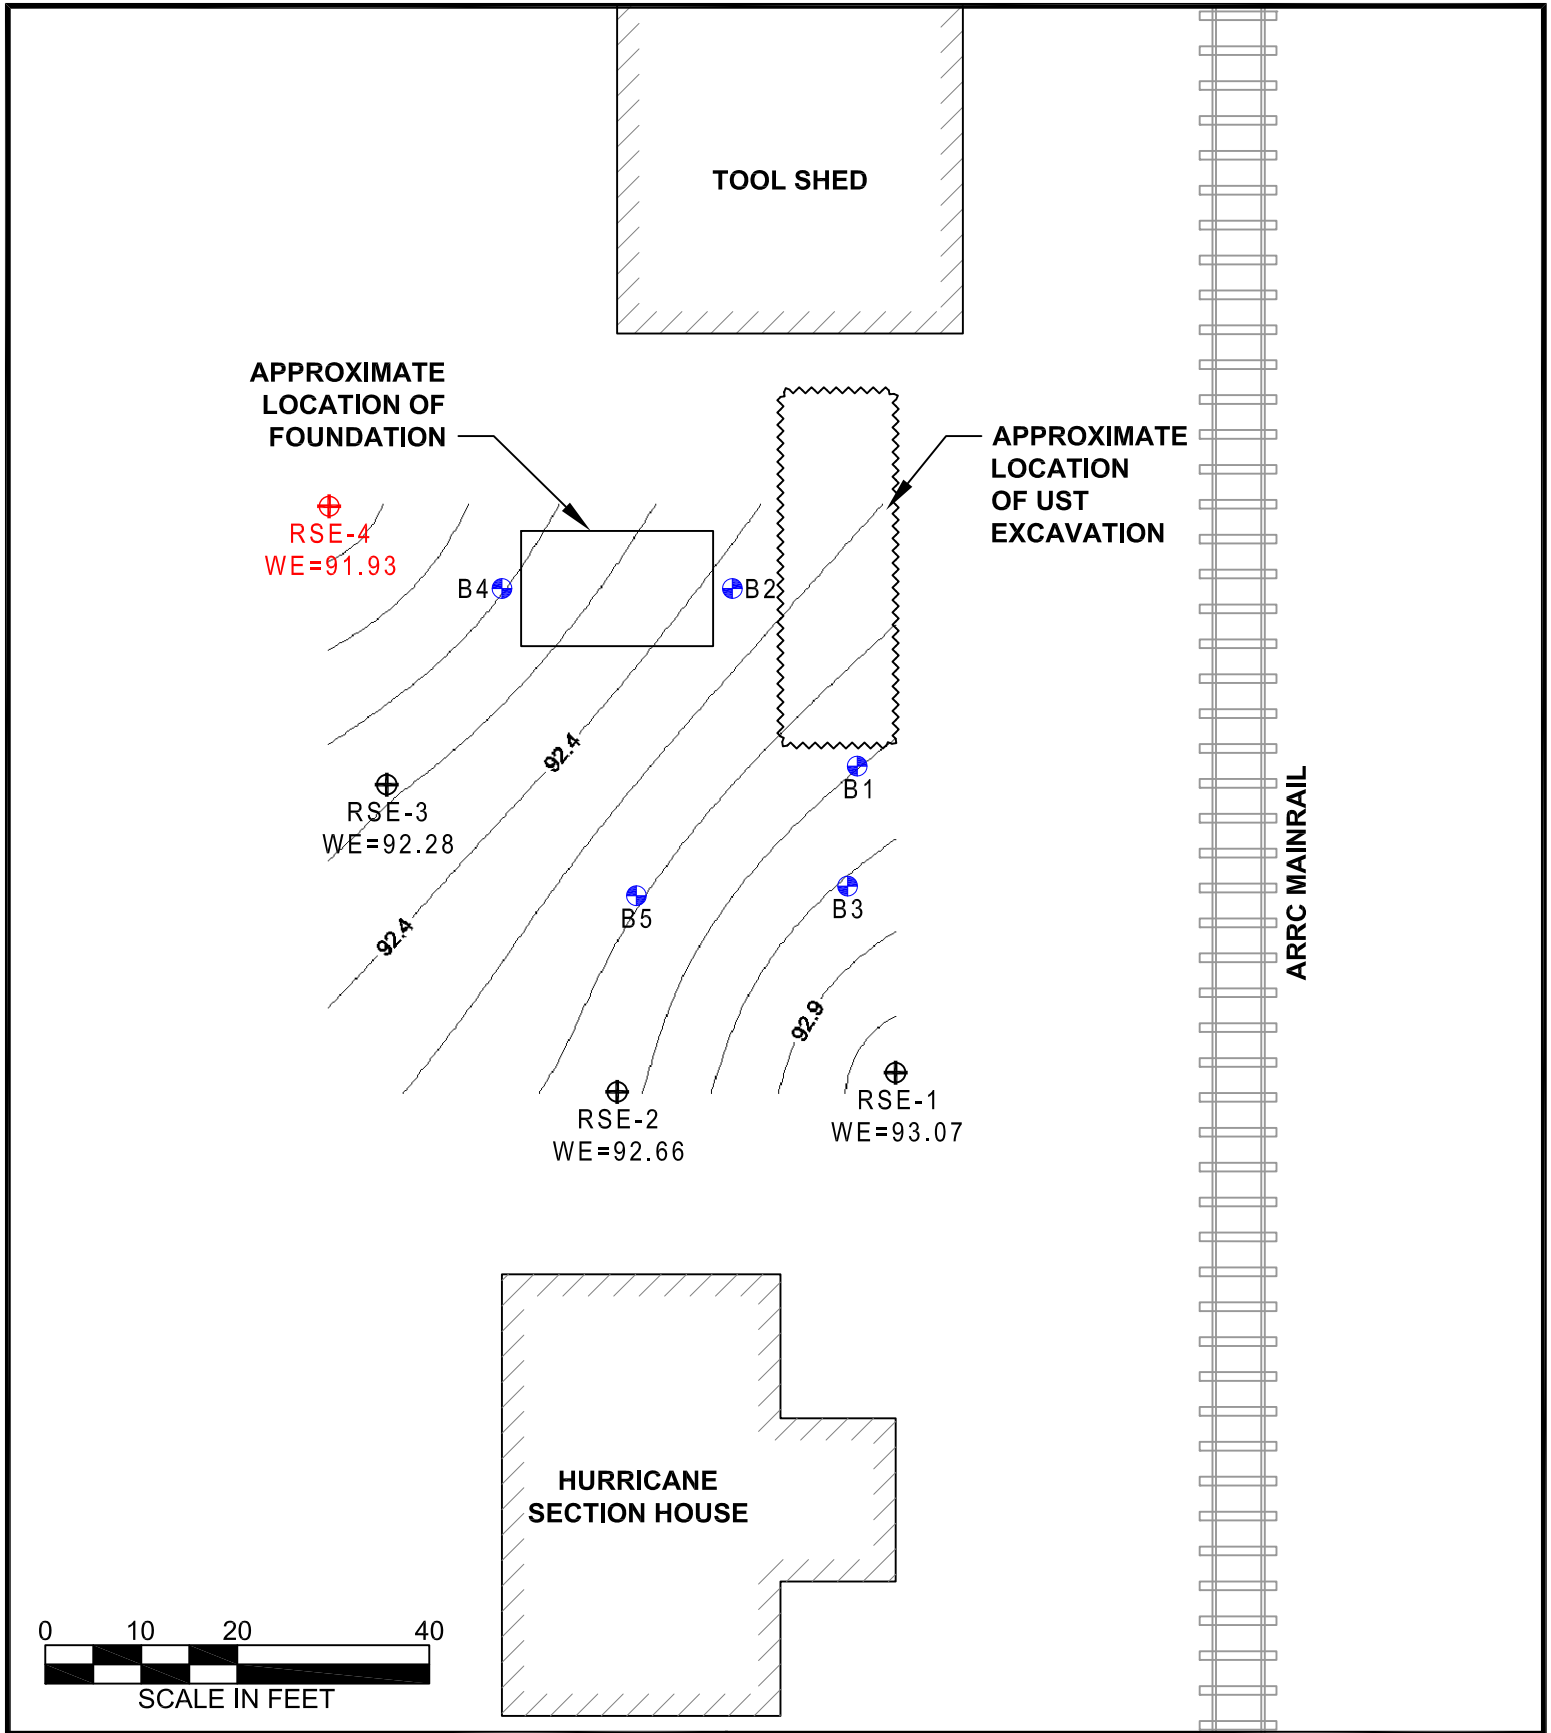 TOOL SHED
APPROXIMATE
LOCATION OF
FOUNDATION
APPROXIMATE
LOCATION
OF UST
EXCAVATION
RSE-4
WE=91.93
B4
B2
92.4
B1
RSE-3
WE=92.28
ARRC MAINRAIL
B3
B5
92.4
92.9
RSE-2
WE=92.66
RSE-1
WE=93.07
HURRICANE
SECTION HOUSE
0 10 20 40
SCALE IN FEET